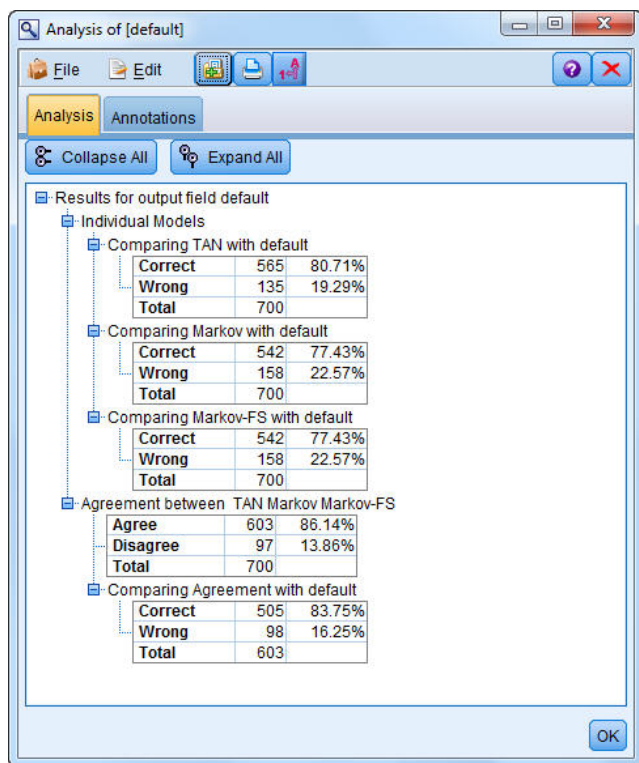 Analysis of [default]
File Edit
Analysis Annotations
Collapse All Expand All
Results for output field default
Individual Models
Comparing TAN with default
Correct 565 80.71%
Wrong 135 19.29%
Total 700
Comparing Markov with default
Correct 542 77.43%
Wrong 158 22.57%
Total 700
Comparing Markov-FS with default
Correct 542 77.43%
Wrong 158 22.57%
Total 700
Agreement between TAN Markov Markov-FS
Agree 603 86.14%
Disagree 97 13.86%
Total 700
Comparing Agreement with default
Correct 505 83.75%
Wrong 98 16.25%
Total 603
OK